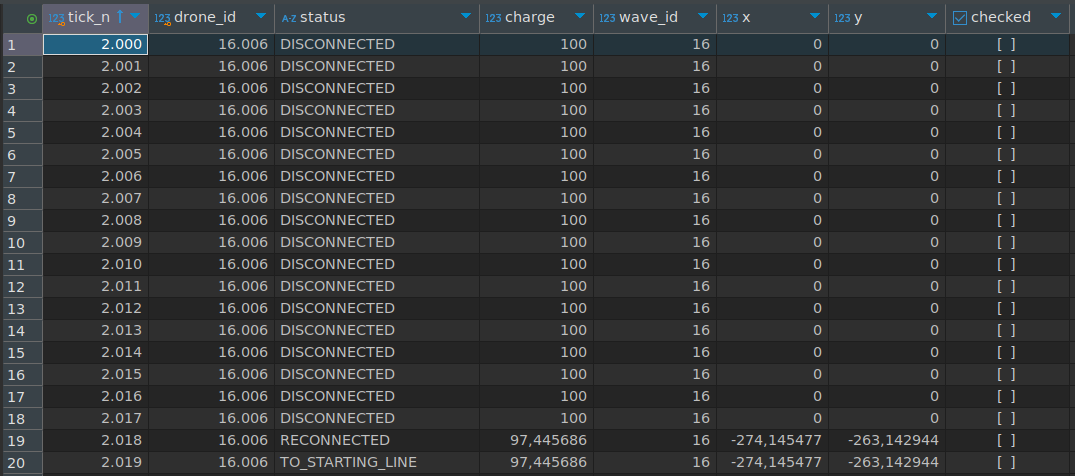 123 tick_n 123 drone_id A-Z status 123 charge 123 wave_id 123 x 123 y checked
1 2.000 16.006 DISCONNECTED 100 16 0 0 [ ]
2 2.001 16.006 DISCONNECTED 100 16 0 0 [ ]
3 2.002 16.006 DISCONNECTED 100 16 0 0 [ ]
4 2.003 16.006 DISCONNECTED 100 16 0 0 [ ]
5 2.004 16.006 DISCONNECTED 100 16 0 0 [ ]
6 2.005 16.006 DISCONNECTED 100 16 0 0 [ ]
7 2.006 16.006 DISCONNECTED 100 16 0 0 [ ]
8 2.007 16.006 DISCONNECTED 100 16 0 0 [ ]
9 2.008 16.006 DISCONNECTED 100 16 0 0 [ ]
10 2.009 16.006 DISCONNECTED 100 16 0 0 [ ]
11 2.010 16.006 DISCONNECTED 100 16 0 0 [ ]
12 2.011 16.006 DISCONNECTED 100 16 0 0 [ ]
13 2.012 16.006 DISCONNECTED 100 16 0 0 [ ]
14 2.013 16.006 DISCONNECTED 100 16 0 0 [ ]
15 2.014 16.006 DISCONNECTED 100 16 0 0 [ ]
16 2.015 16.006 DISCONNECTED 100 16 0 0 [ ]
17 2.016 16.006 DISCONNECTED 100 16 0 0 [ ]
18 2.017 16.006 DISCONNECTED 100 16 0 0 [ ]
19 2.018 16.006 RECONNECTED 97,445686 16 -274,145477 -263,142944 [ ]
20 2.019 16.006 TO_STARTING_LINE 97,445686 16 -274,145477 -263,142944 [ ]